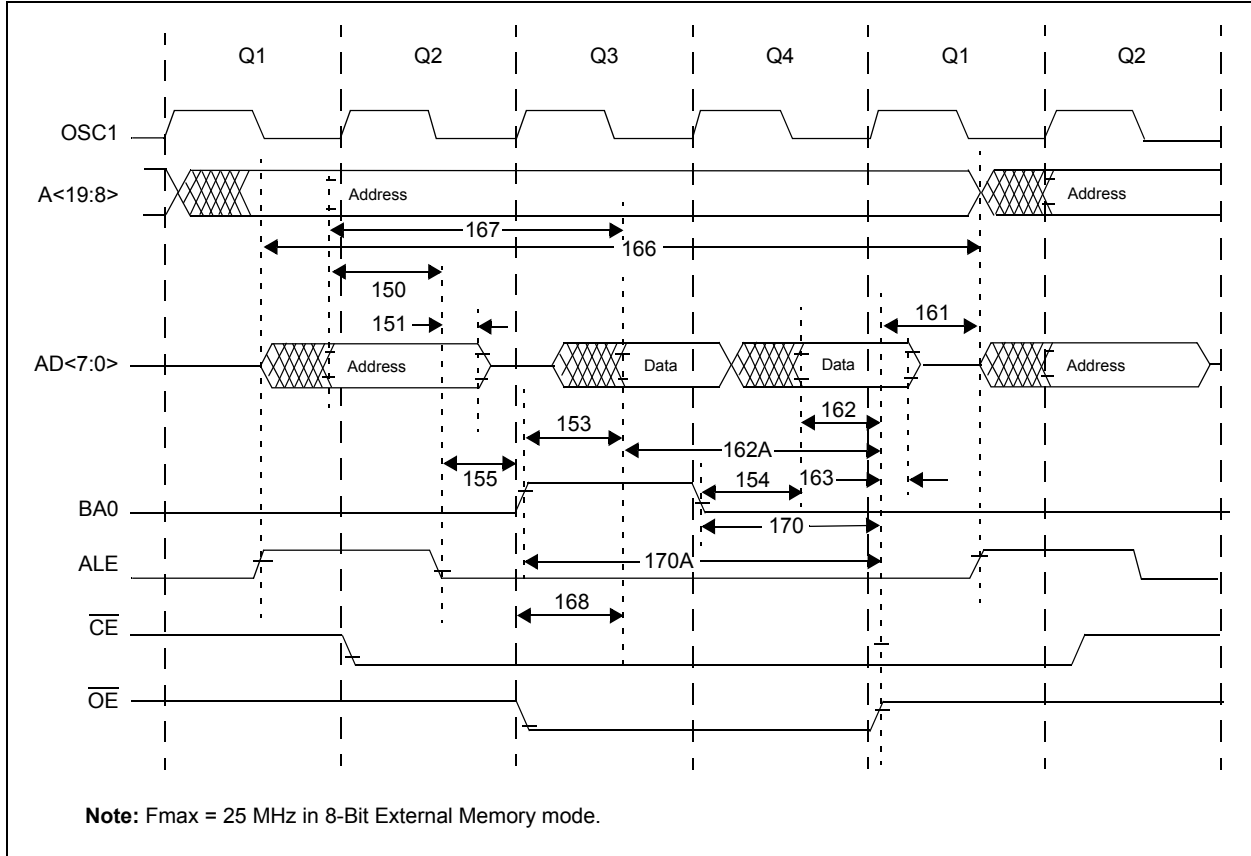 Q1 Q2 Q3 Q4 Q1 Q2
OSC1
A<19:8> Address Address
167
166
150
151 161
AD<7:0> Address Data Data Address
162
153
162A
155 154 163
BA0
170
ALE 170A
168
CE
OE
Note: Fmax = 25 MHz in 8-Bit External Memory mode.